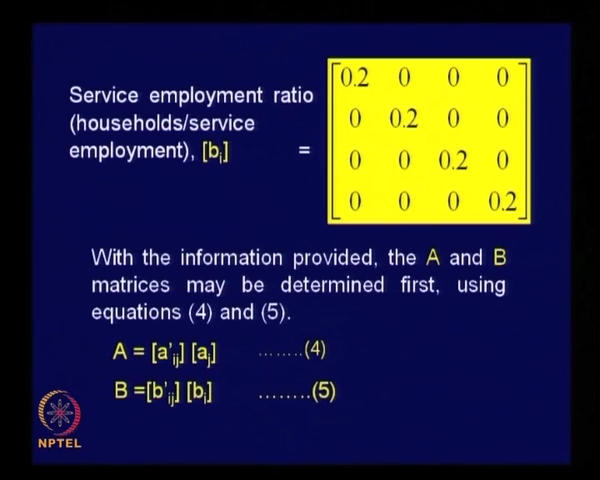 Service employment ratio
(households/service
employment), [bi] =
0.2 0 0 0
0 0.2 0 0
0 0 0.2 0
0 0 0 0.2
With the information provided, the A and B
matrices may be determined first, using
equations (4) and (5).
A = [a'ij] [aj] ........(4)
B =[b'ij] [bi] ........(5)
NPTEL